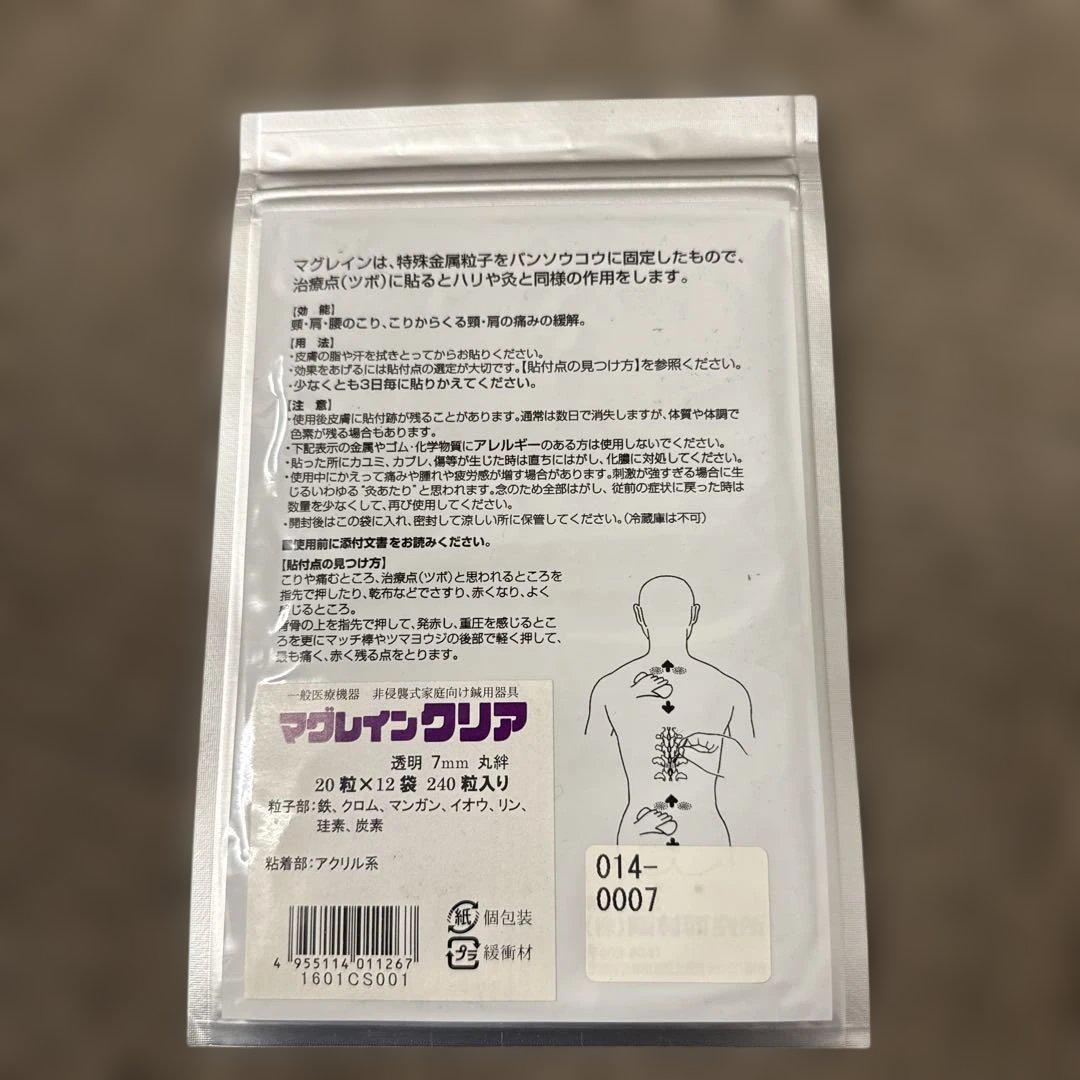 マグレインは、特殊金属粒子をバンソウコウに固定したもので、
治療点(ツボ)に貼るとハリや灸と同様の作用をします。
【効 能】
頸・肩・腰のこり、こりからくる頸・肩の痛みの緩解。
【用 法】
・皮膚の脂や汗を拭きとってからお貼りください。
・効果をあげるには貼付点の選定が大切です。【貼付点の見つけ方】を参照ください。
・少なくとも3日毎に貼りかえてください。
【注 意】
・使用後皮膚に貼付跡が残ることがあります。通常は数日で消失しますが、体質や体調で
色素が残る場合もあります。
・下記表示の金属やゴム・化学物質にアレルギーのある方は使用しないでください。
・貼った所にカユミ、カブレ、傷等が生じた時は直ちにはがし、化膿に対処してください。
・使用中にかえって痛みや腫れや疲労感が増す場合があります。刺激が強すぎる場合に生
じるいわゆる“灸あたり”と思われます。念のため全部はがし、従前の症状に戻った時は
数量を少なくして、再び使用してください。
・開封後はこの袋に入れ、密封して涼しい所に保管してください。(冷蔵庫は不可)
使用前に添付文書をお読みください。
【貼付点の見つけ方】
こりや痛むところ、治療点(ツボ)と思われるところを
指先で押したり、乾布などでさすり、赤くなり、よく
じるところ。
背骨の上を指先で押して、発赤し、重圧を感じるとこ
ろを更にマッチ棒やツマヨウジの後部で軽く押して、
最も痛く、赤く残る点をとります。
一般医療機器 非侵襲式家庭向け鍼用器具
マグレインクリア
透明 7mm 丸絆
20粒×12袋 240粒入り
粒子部:鉄、クロム、マンガン、イオウ、リン、
珪素、炭素
粘着部:アクリル系
紙 個包装
プラ 緩衝材
4 955114 011267
1601CS001
014-
0007